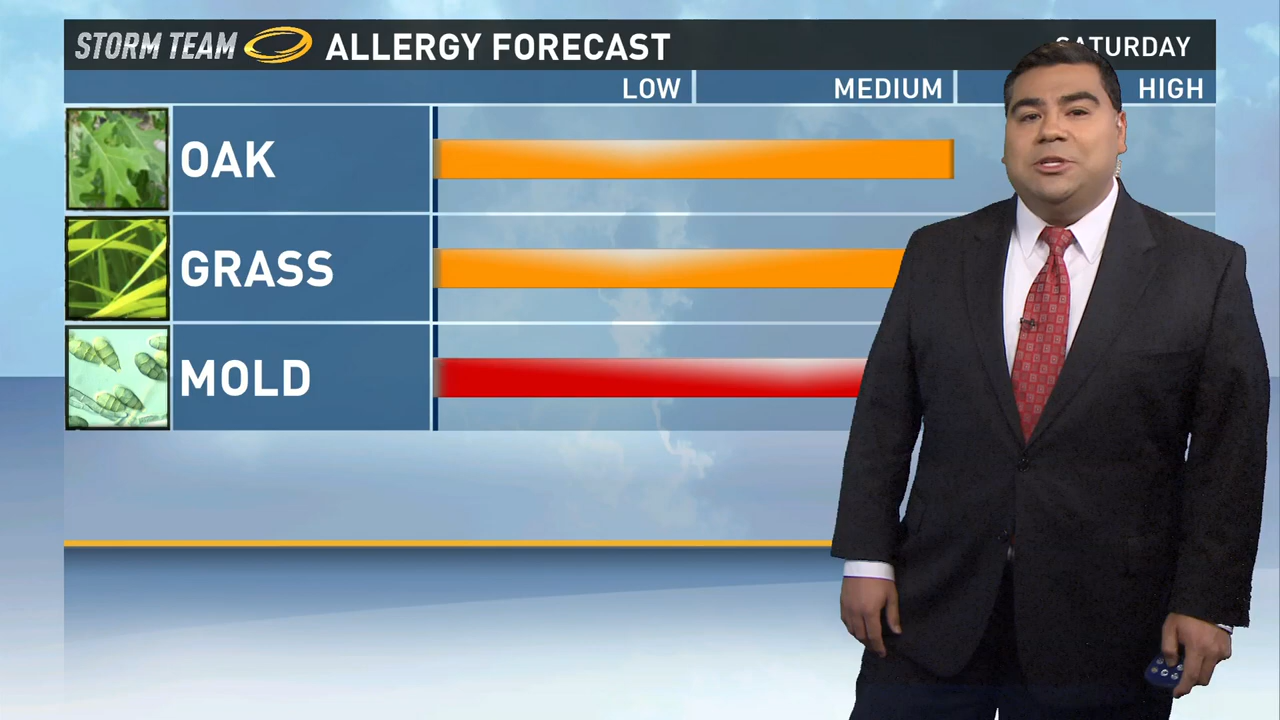 STORM TEAM ALLERGY FORECAST SATURDAY
LOW MEDIUM HIGH
OAK
GRASS
MOLD